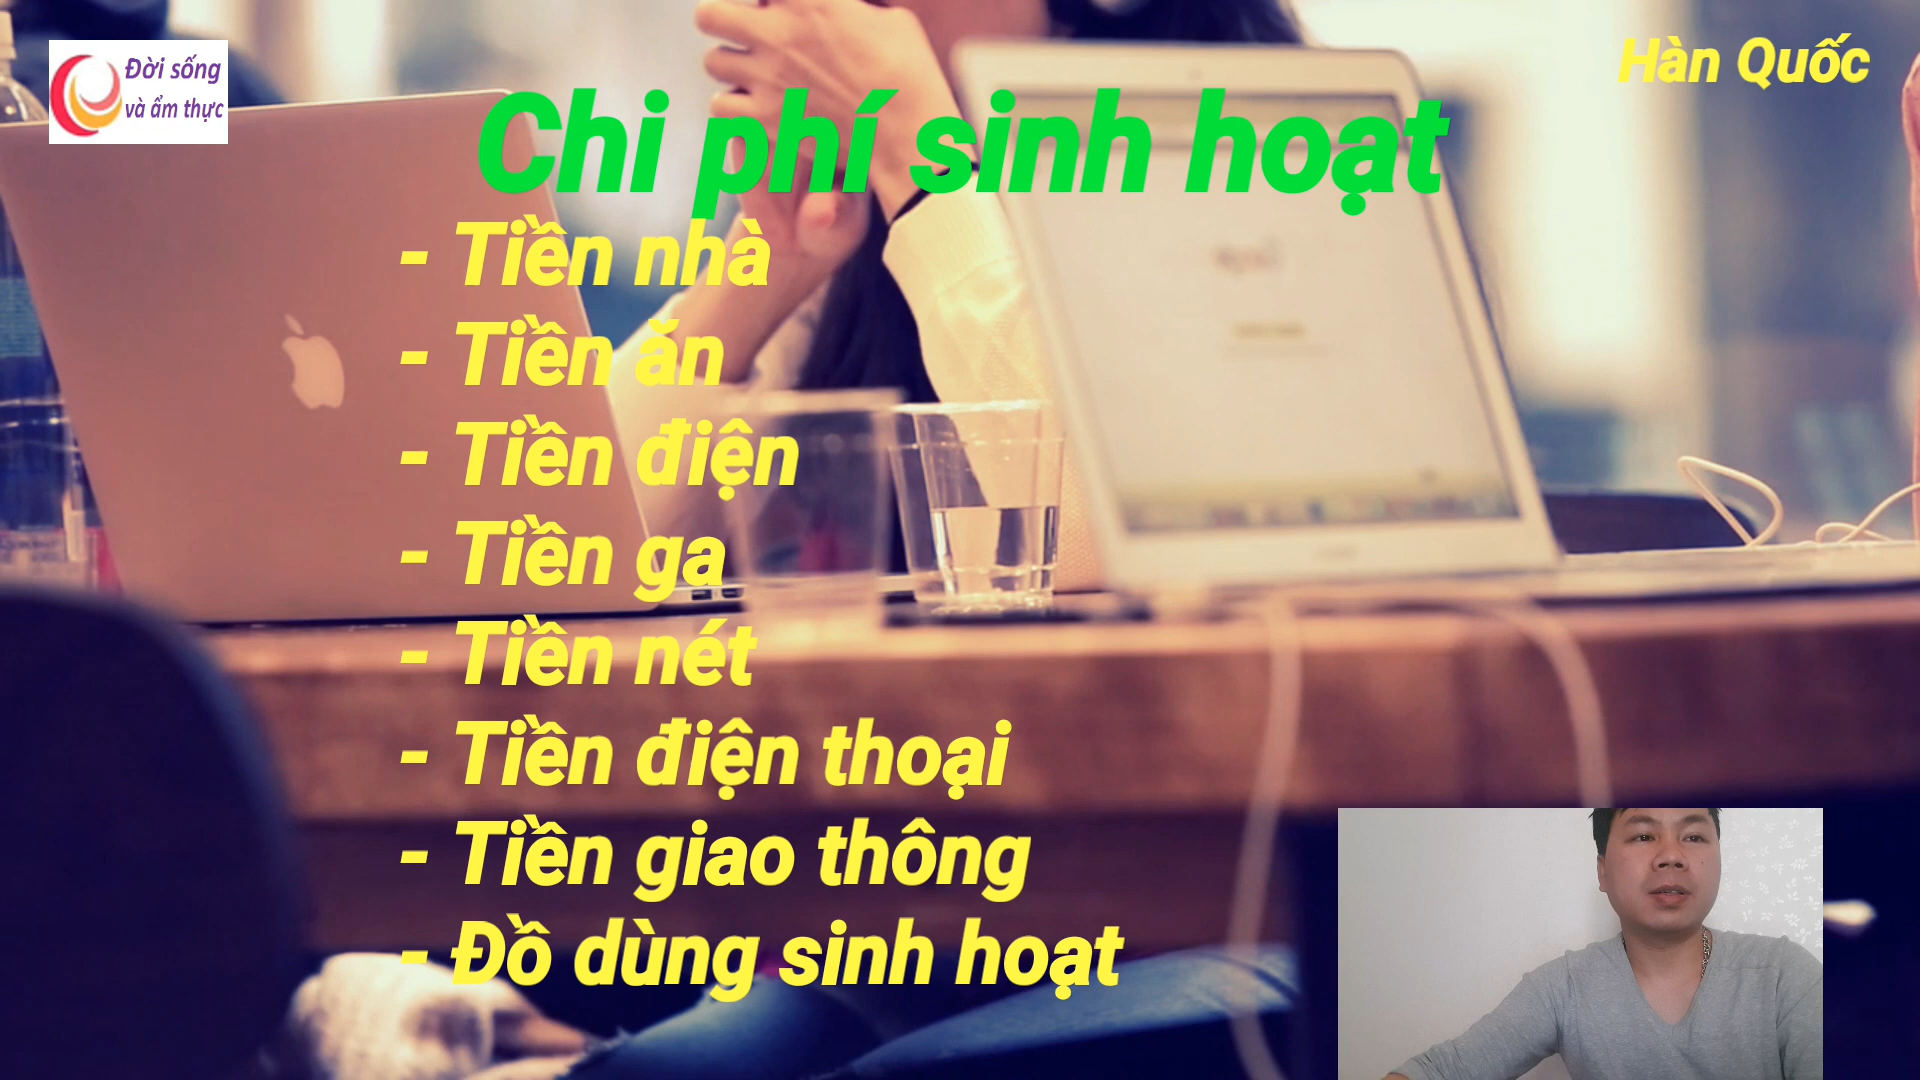 Đời sống
và ẩm thực
Hàn Quốc
Chi phí sinh hoạt
- Tiền nhà
- Tiền ăn
- Tiền điện
- Tiền ga
- Tiền nét
- Tiền điện thoại
- Tiền giao thông
- Đồ dùng sinh hoạt